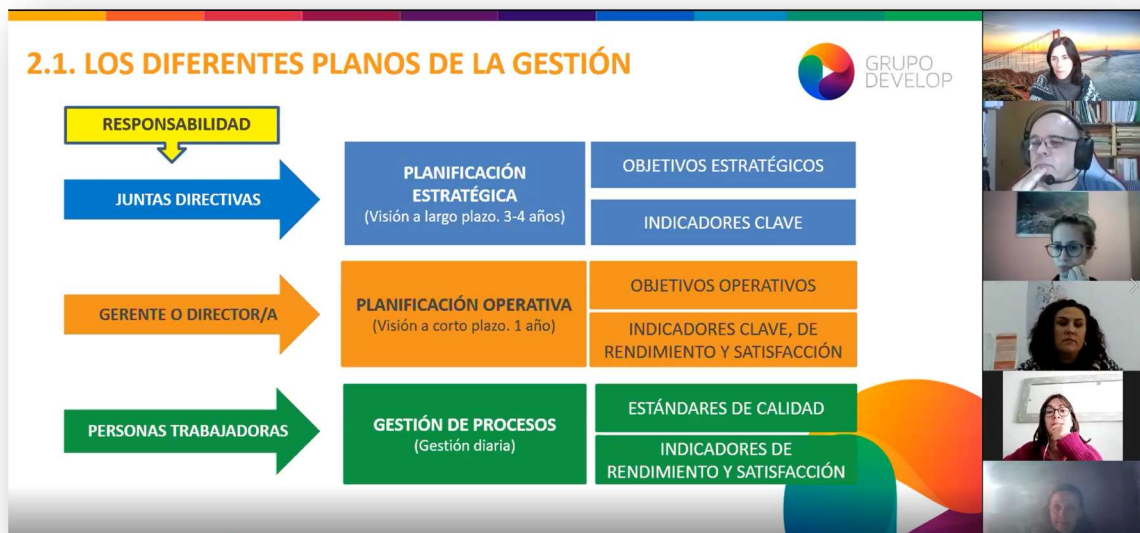 2.1. LOS DIFERENTES PLANOS DE LA GESTIÓN
GRUPO
DEVELOP
RESPONSABILIDAD
JUNTAS DIRECTIVAS
PLANIFICACIÓN
ESTRATÉGICA
(Visión a largo plazo. 3-4 años)
OBJETIVOS ESTRATÉGICOS
INDICADORES CLAVE
GERENTE O DIRECTOR/A
PLANIFICACIÓN OPERATIVA
(Visión a corto plazo. 1 año)
OBJETIVOS OPERATIVOS
INDICADORES CLAVE, DE
RENDIMIENTO Y SATISFACCIÓN
PERSONAS TRABAJADORAS
GESTIÓN DE PROCESOS
(Gestión diaria)
ESTÁNDARES DE CALIDAD
INDICADORES DE
RENDIMIENTO Y SATISFACCIÓN